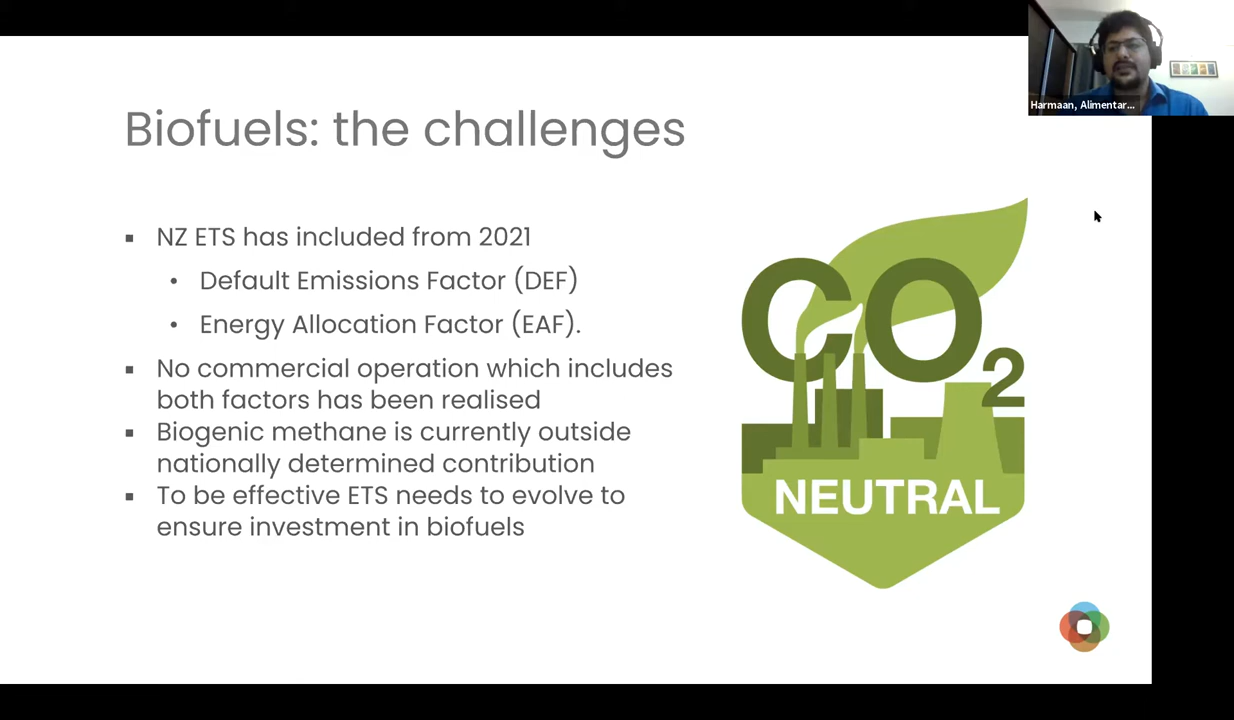 Harmaan, Alimentar...
Biofuels: the challenges
▪ NZ ETS has included from 2021
• Default Emissions Factor (DEF)
• Energy Allocation Factor (EAF).
▪ No commercial operation which includes
both factors has been realised
▪ Biogenic methane is currently outside
nationally determined contribution
▪ To be effective ETS needs to evolve to
ensure investment in biofuels
CO2
NEUTRAL